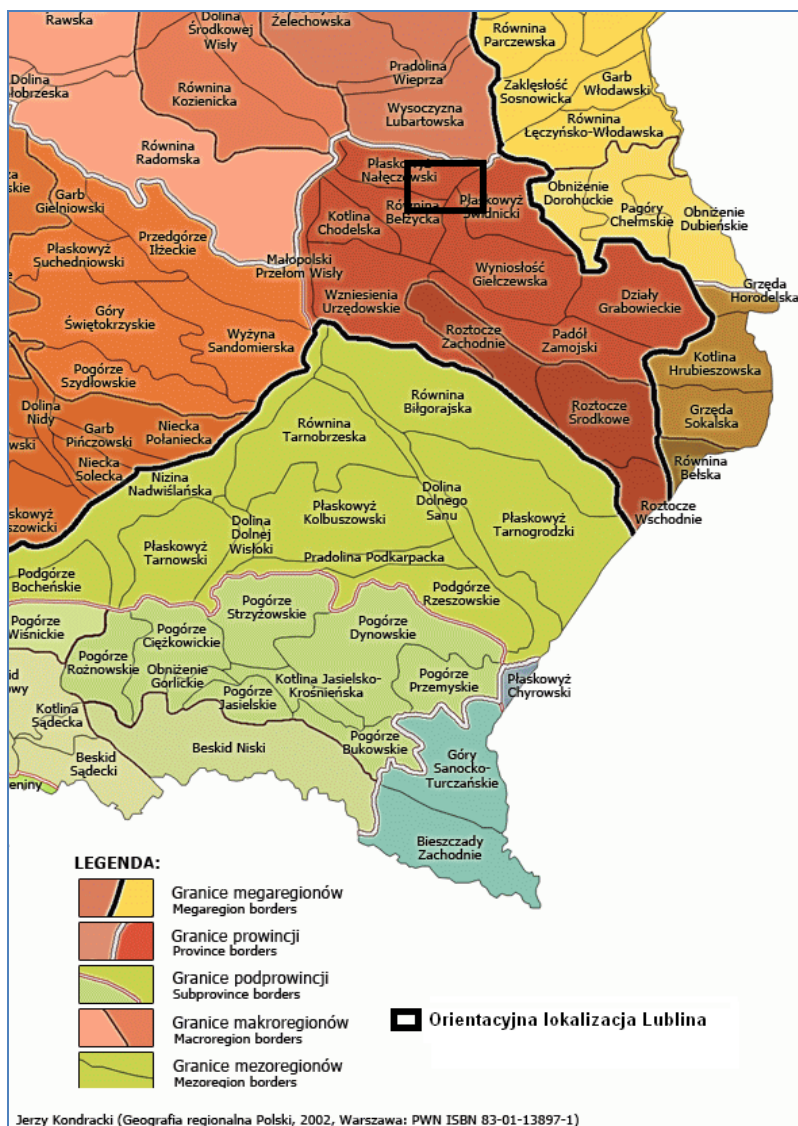 Rawska
Dolina
Środkowej
Wisły
Żelechowska
Równina
Parczewska
Dolina
Równina
Kozienicka
Pradolina
Wieprza
Zaklęsłość
Sosnowicka
Garb
Włodawski
Wysoczyzna
Lubartowska
Równina
Łęczyńsko-Włodawska
Równina
Radomska
Płaskowyż
Nałęczowski
Garb
Gielniowski
Równina
Bełżycka
Płaskowyż
Świdnicki
Obniżenie
Dorohuckie
Pagóry
Chełmskie
Obniżenie
Dubieńskie
Kotlina
Chodelska
Płaskowyż
Suchedniowski
Przedgórze
Iłżeckie
Małopolski
Przełom Wisły
Wyniosłość
Giełczewska
Grzęda
Horodelska
Góry
Świętokrzyskie
Wzniesienia
Urzędowskie
Działy
Grabowieckie
Wyżyna
Sandomierska
Roztocze
Zachodnie
Padół
Zamojski
Kotlina
Hrubieszowska
Pogórze
Szydłowskie
Dolina
Nidy
Garb
Pińczowski
Niecka
Połaniecka
Równina
Biłgorajska
Roztocze
Środkowe
Grzęda
Sokalska
Równina
Tarnobrzeska
Niecka
Solecka
Nizina
Nadwiślańska
Równina
Bełska
Płaskowyż
Kolbuszowski
Dolina
Dolnego
Sanu
Roztocze
Wschodnie
Płaskowyż
Tarnogrodzki
Dolina
Dolnej
Wisłoki
Płaskowyż
Tarnowski
Pradolina Podkarpacka
Podgórze
Bocheńskie
Podgórze
Rzeszowskie
Pogórze
Wiśnickie
Pogórze
Strzyżowskie
Pogórze
Ciężkowickie
Pogórze
Dynowskie
Pogórze
Rożnowskie
Obniżenie
Gorlickie
Kotlina Jasielsko-
Krośnieńska
Pogórze
Przemyskie
Płaskowyż
Chyrowski
Pogórze
Jasielskie
Kotlina
Sądecka
Pogórze
Bukowskie
Beskid Niski
Beskid
Sądecki
Góry
Sanocko-
Turczańskie
Bieszczady
Zachodnie
LEGENDA:
Granice megaregionów
Megaregion borders
Granice prowincji
Province borders
Granice podprowincji
Subprovince borders
Granice makroregionów
Macroregion borders
Granice mezoregionów
Mezoregion borders
Orientacyjna lokalizacja Lublina
Jerzy Kondracki (Geografia regionalna Polski, 2002, Warszawa: PWN ISBN 83-01-13897-1)